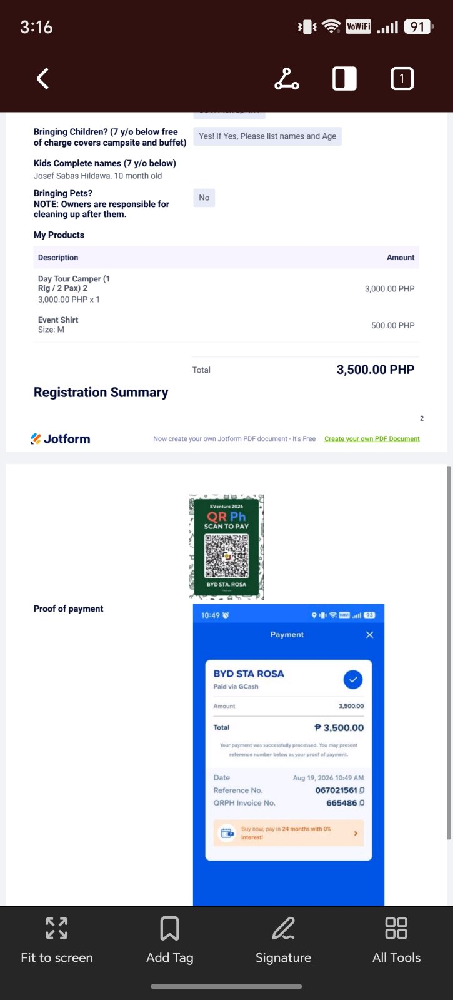 3:16
VoWiFi
91
1
Bringing Children? (7 y/o below free
of charge covers campsite and buffet)
Yes! If Yes, Please list names and Age
Kids Complete names (7 y/o below)
Josef Sabas Hildawa, 10 month old
Bringing Pets?
NOTE: Owners are responsible for
cleaning up after them.
No
My Products
Description
Amount
Day Tour Camper (1
Rig / 2 Pax) 2
3,000.00 PHP x 1
3,000.00 PHP
Event Shirt
Size: M
500.00 PHP
Total
3,500.00 PHP
Registration Summary
2
Jotform
Now create your own Jotform PDF document - It's Free
Create your own PDF Document
EVenture 2026
QR Ph
SCAN TO PAY
BYD STA. ROSA
Proof of payment
10:49
VoWiFi
93
Payment
BYD STA ROSA
Paid via GCash
Amount
3,500.00
Total
₱ 3,500.00
Your payment was successfully processed. You may present
reference number below as your proof of payment.
Date
Aug 19, 2026 10:49 AM
Reference No.
067021561
QRPH Invoice No.
665486
Buy now, pay in 24 months with 0%
interest!
Fit to screen
Add Tag
Signature
All Tools